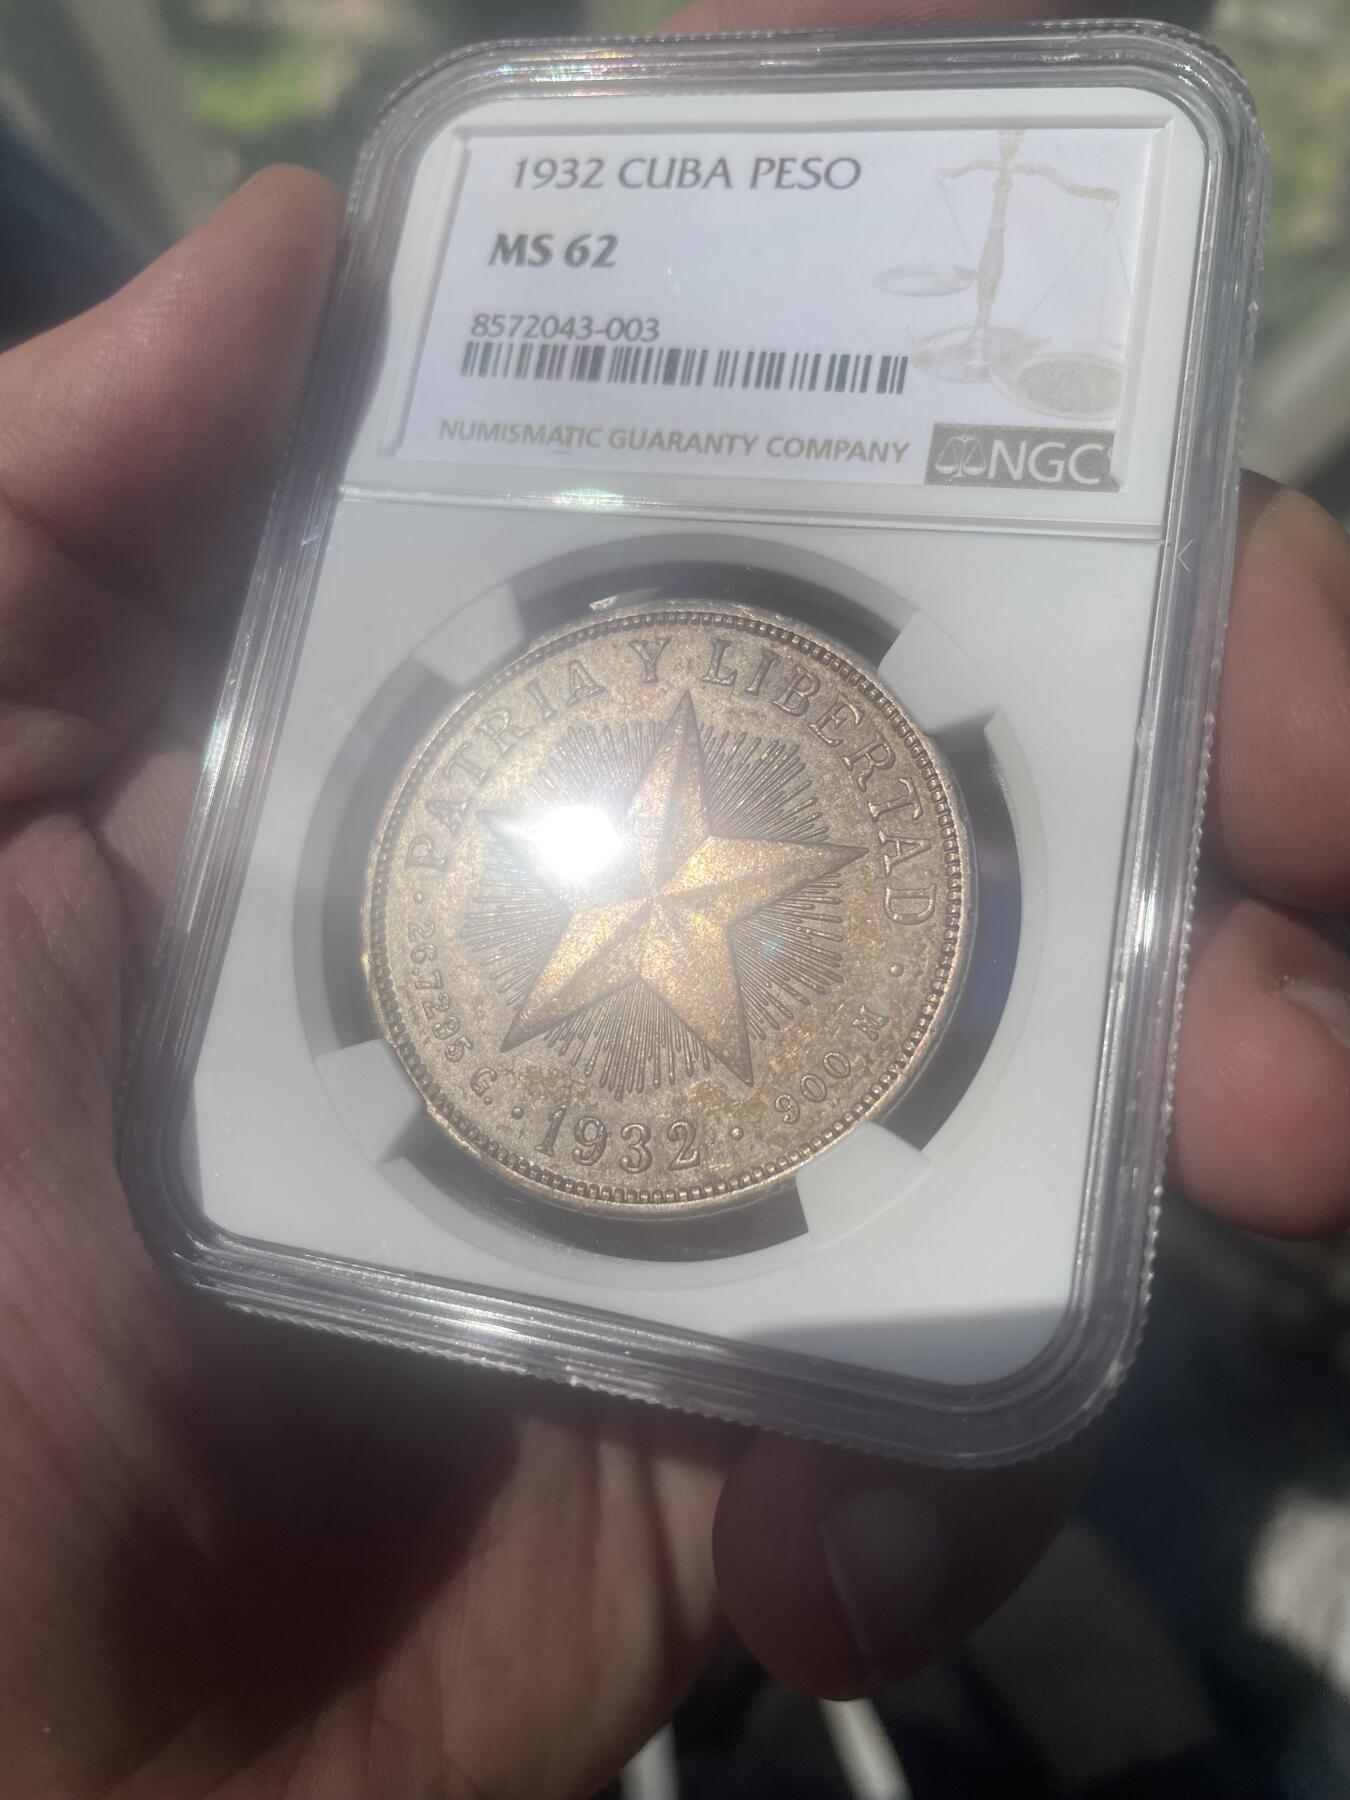 1932 CUBA PESO
MS 62
8572043-003
NUMISMATIC GUARANTY COMPANY
NGC
PATRIA Y LIBERTAD
· 26.7295 G. · 1932 · 900 M ·